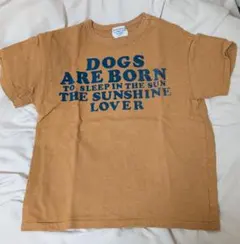 DOGS
ARE BORN
TO SLEEP IN THE SUN
THE SUNSHINE
LOVER